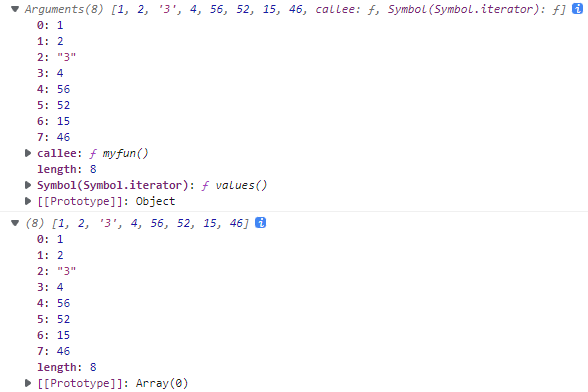 Arguments(8) [1, 2, '3', 4, 56, 52, 15, 46, callee: ƒ, Symbol(Symbol.iterator): ƒ]
0: 1
1: 2
2: "3"
3: 4
4: 56
5: 52
6: 15
7: 46
callee: ƒ myfun()
length: 8
Symbol(Symbol.iterator): ƒ values()
[[Prototype]]: Object
(8) [1, 2, '3', 4, 56, 52, 15, 46]
0: 1
1: 2
2: "3"
3: 4
4: 56
5: 52
6: 15
7: 46
length: 8
[[Prototype]]: Array(0)